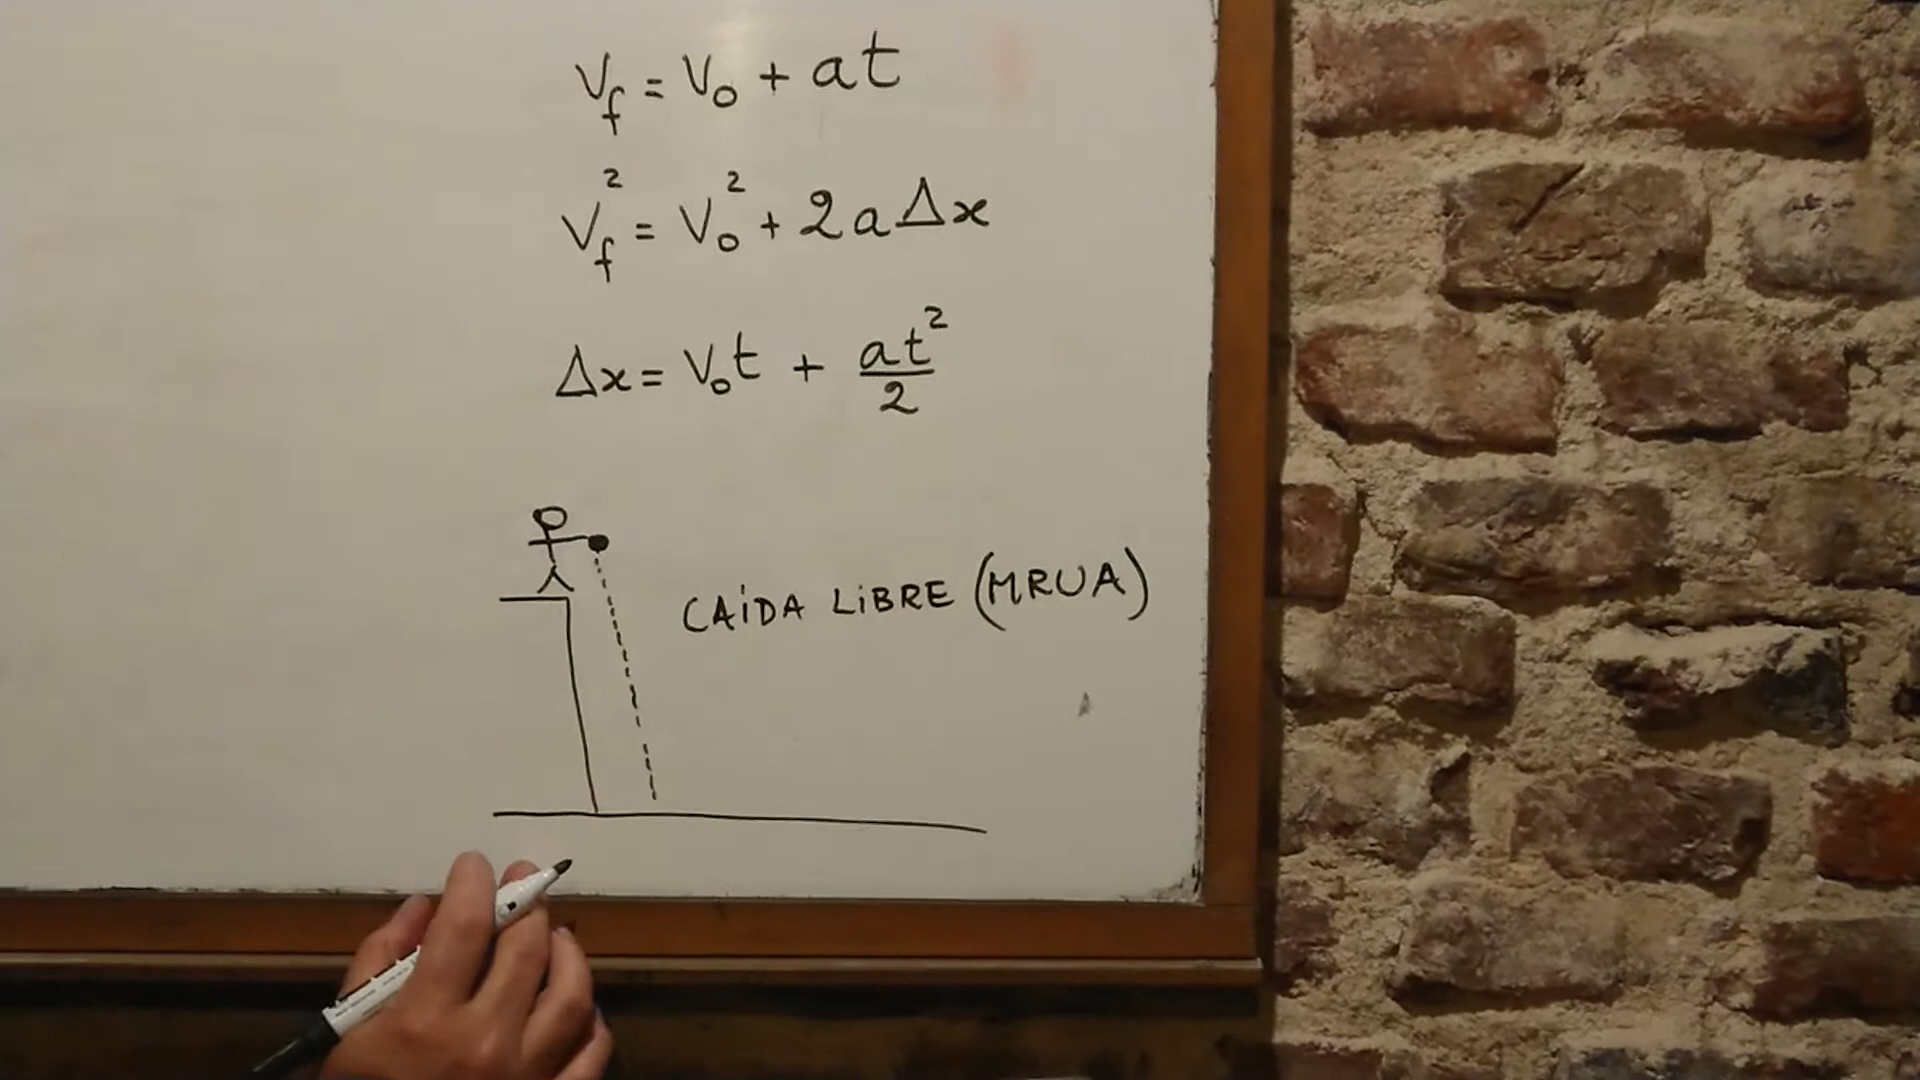 Vf = V₀ + at
Vf² = V₀² + 2aΔx
Δx = V₀t + at²/2
CAÍDA LIBRE (MRUA)